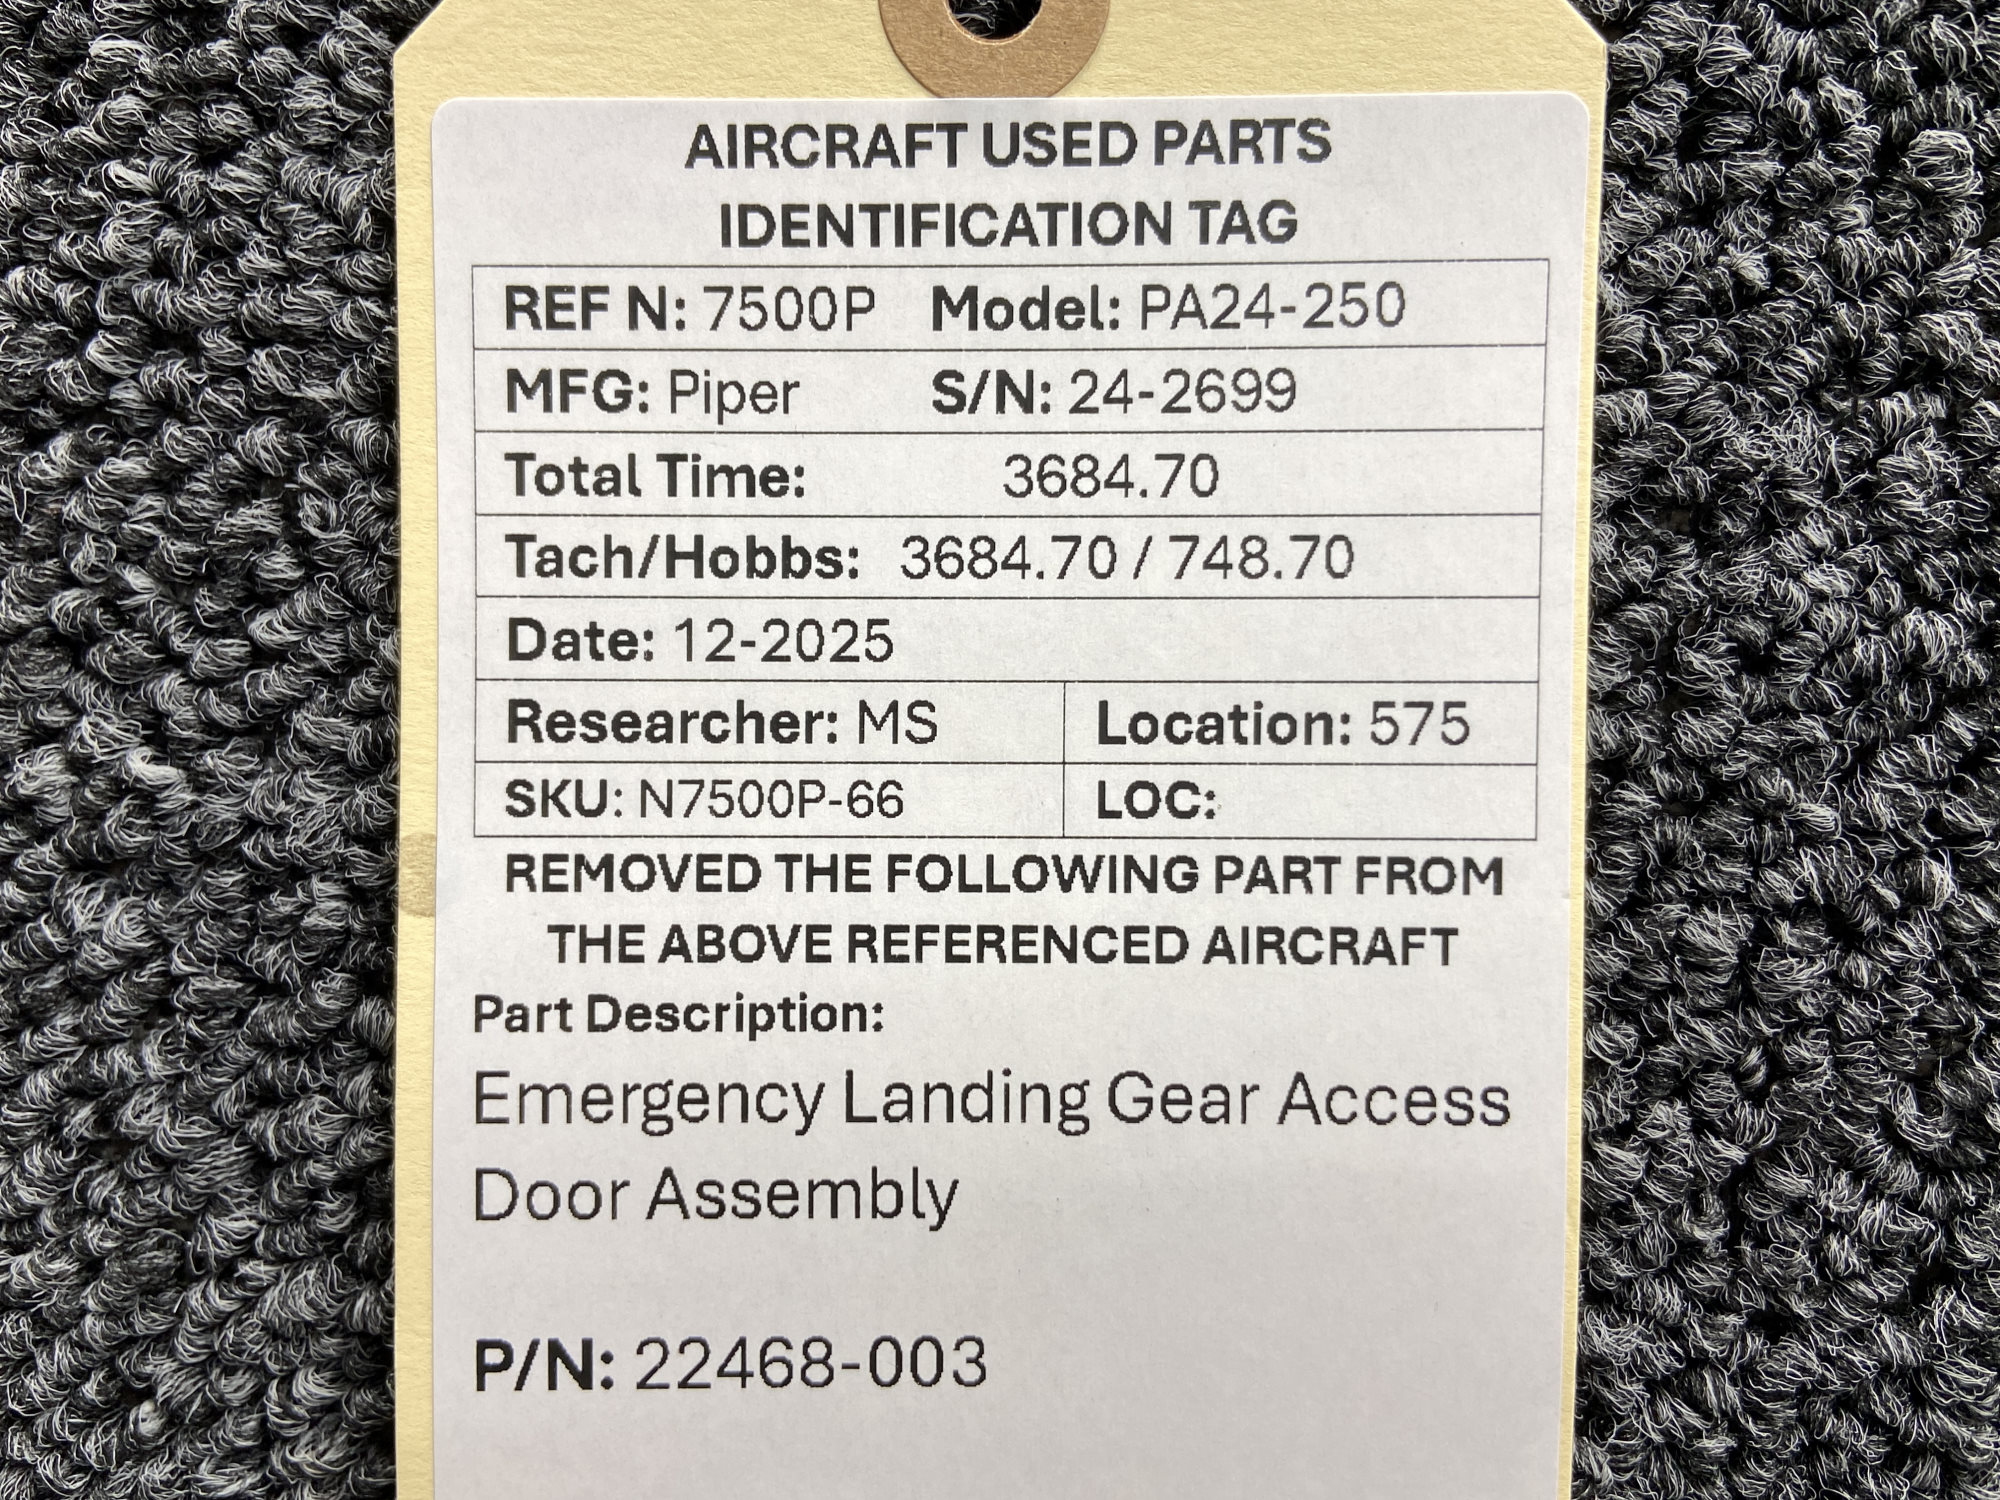 AIRCRAFT USED PARTS
IDENTIFICATION TAG
REF N: 7500P Model: PA24-250
MFG: Piper S/N: 24-2699
Total Time: 3684.70
Tach/Hobbs: 3684.70 / 748.70
Date: 12-2025
Researcher: MS Location: 575
SKU: N7500P-66 LOC:
REMOVED THE FOLLOWING PART FROM
THE ABOVE REFERENCED AIRCRAFT
Part Description:
Emergency Landing Gear Access
Door Assembly
P/N: 22468-003